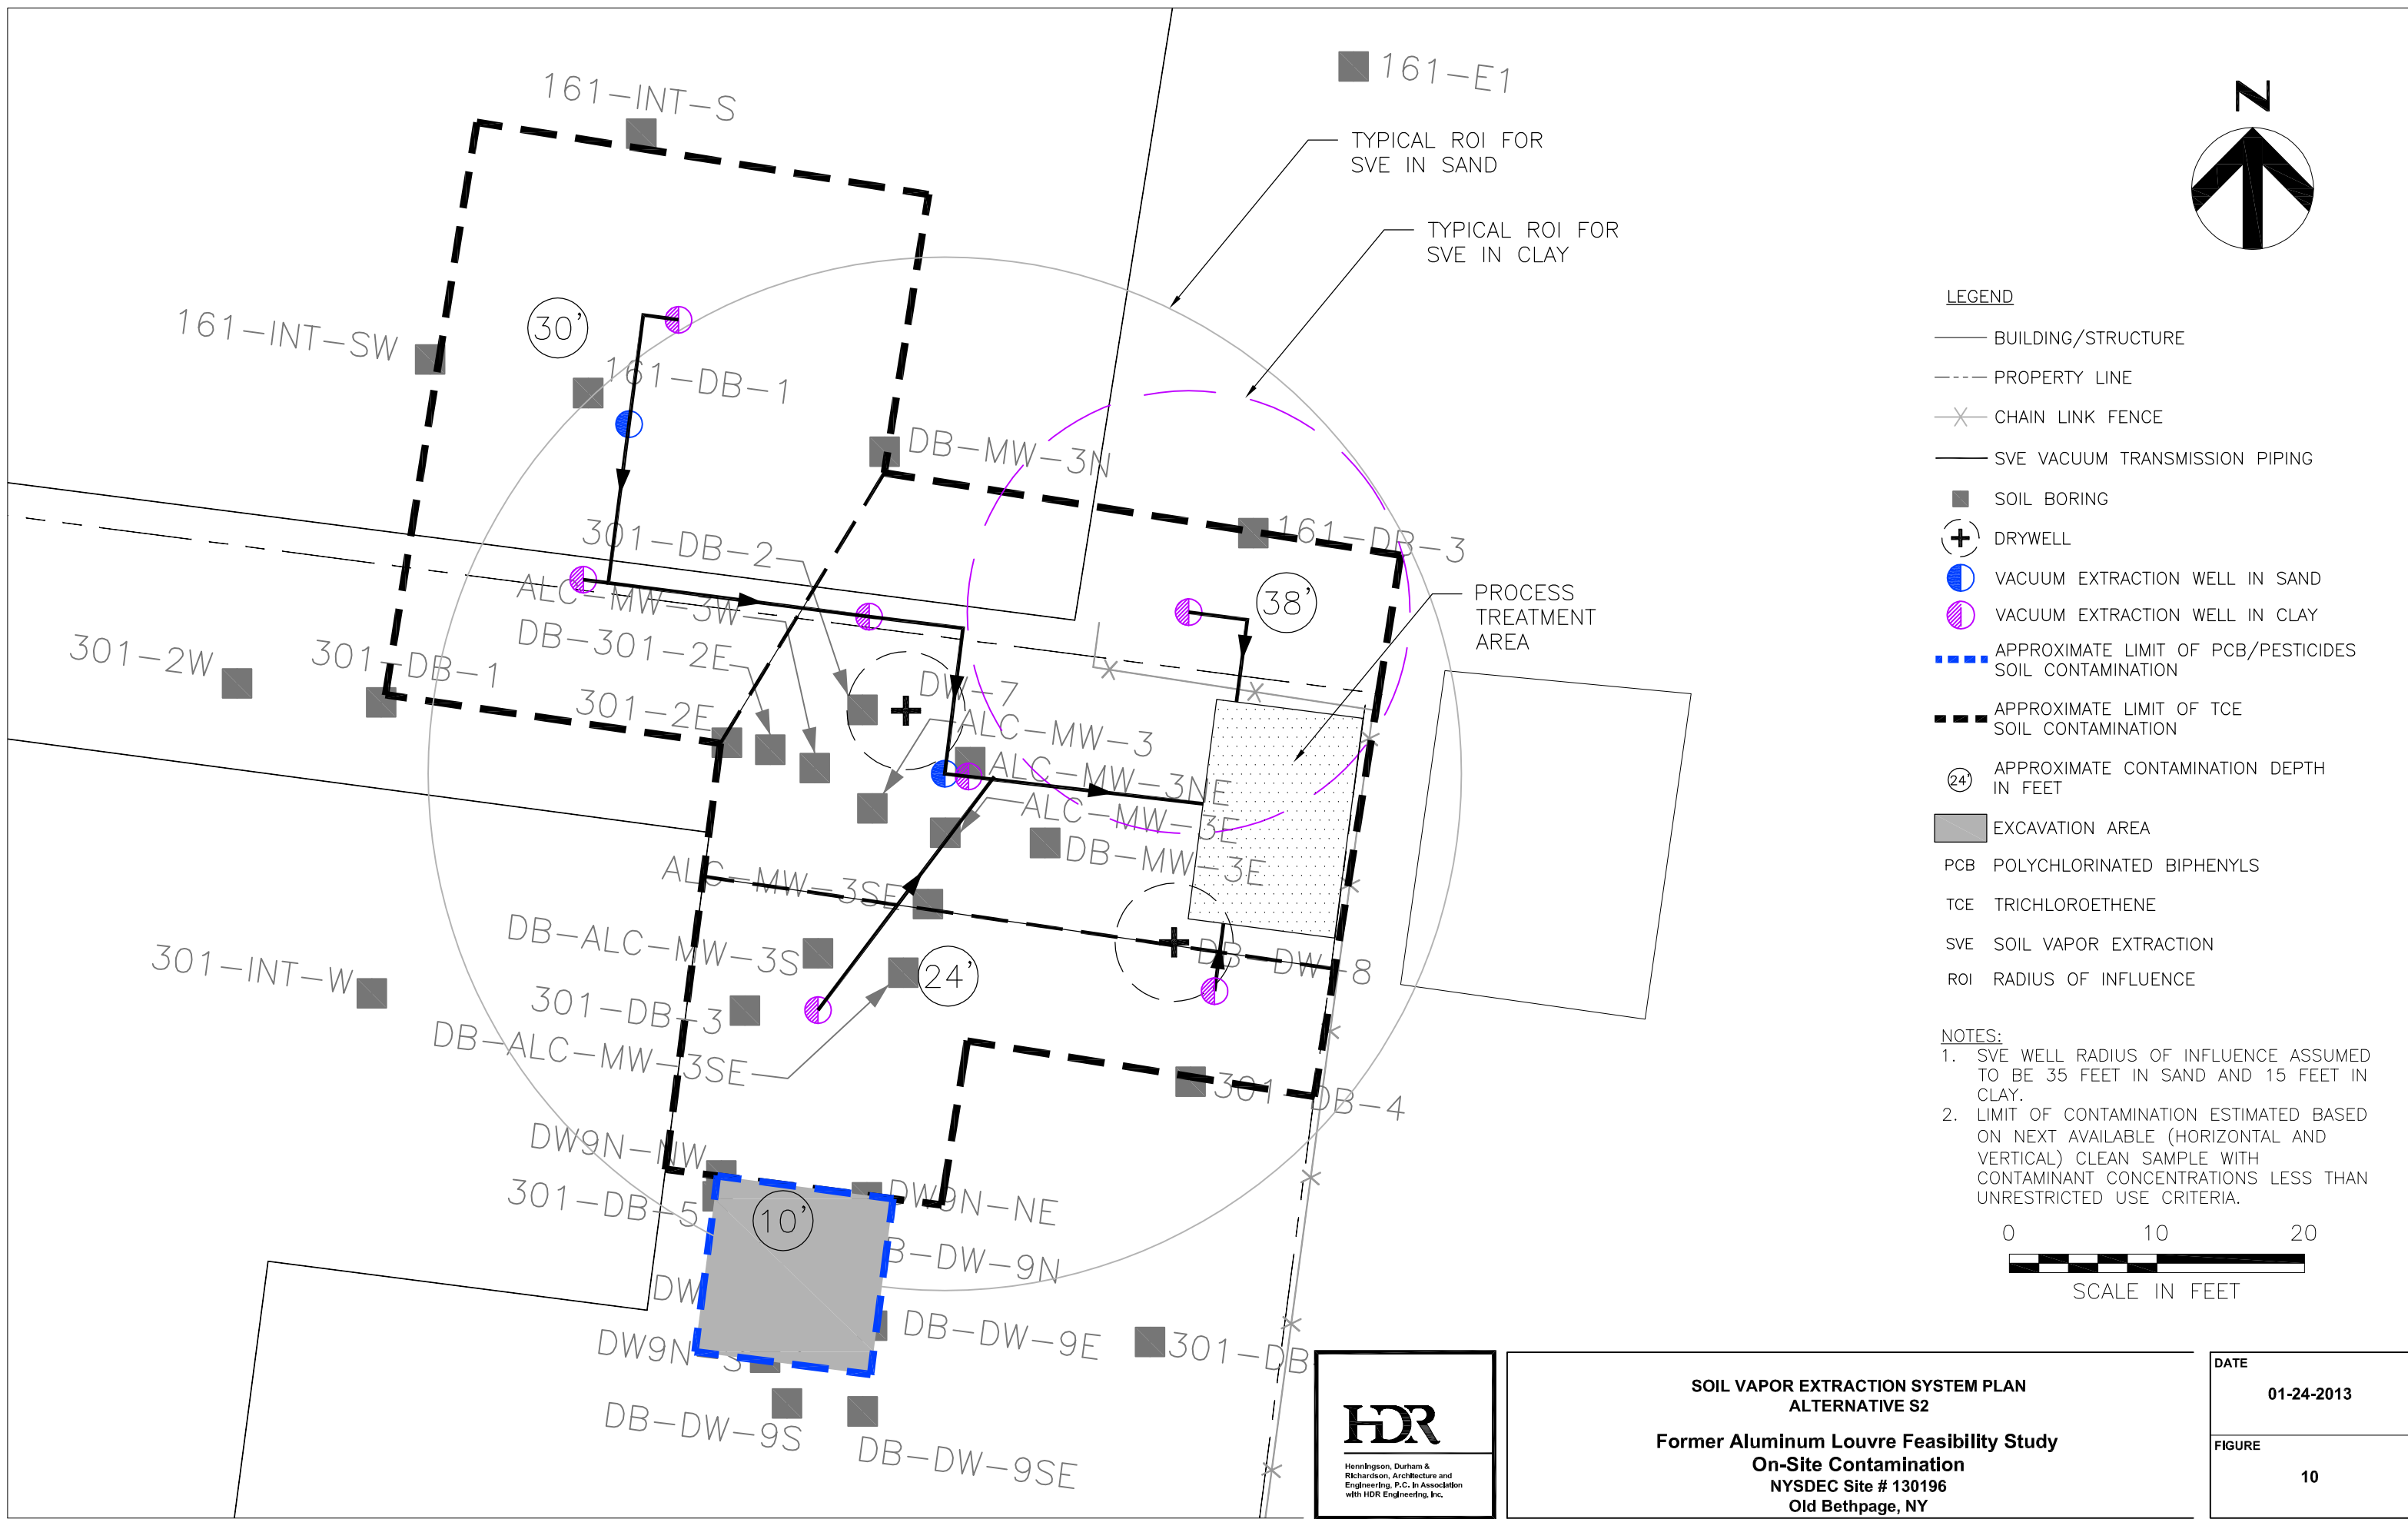 161-INT-S
161-E1
TYPICAL ROI FOR
SVE IN SAND
TYPICAL ROI FOR
SVE IN CLAY
N
30'
161-INT-SW
161-DB-1
DB-MW-3N
301-DB-2
161-DB-3
ALC-MW-3W
38'
PROCESS
TREATMENT
AREA
DB-301-2E
301-2W
301-DB-1
301-2E
DW-7
ALC-MW-3
ALC-MW-3NE
ALC-MW-3E
DB-MW-3E
ALC-MW-3SE
DB-ALC-MW-3S
24'
DB-DW-8
301-INT-W
301-DB-3
DB-ALC-MW-3SE
301-DB-4
DW9N-NW
301-DB-5
10'
DW9N-NE
B-DW-9N
DW
DB-DW-9E
DW9N
S
301-DB
DB-DW-9S
DB-DW-9SE
LEGEND
BUILDING/STRUCTURE
PROPERTY LINE
CHAIN LINK FENCE
SVE VACUUM TRANSMISSION PIPING
SOIL BORING
DRYWELL
VACUUM EXTRACTION WELL IN SAND
VACUUM EXTRACTION WELL IN CLAY
APPROXIMATE LIMIT OF PCB/PESTICIDES
SOIL CONTAMINATION
APPROXIMATE LIMIT OF TCE
SOIL CONTAMINATION
24' APPROXIMATE CONTAMINATION DEPTH
IN FEET
EXCAVATION AREA
PCB POLYCHLORINATED BIPHENYLS
TCE TRICHLOROETHENE
SVE SOIL VAPOR EXTRACTION
ROI RADIUS OF INFLUENCE
NOTES:
1. SVE WELL RADIUS OF INFLUENCE ASSUMED
TO BE 35 FEET IN SAND AND 15 FEET IN
CLAY.
2. LIMIT OF CONTAMINATION ESTIMATED BASED
ON NEXT AVAILABLE (HORIZONTAL AND
VERTICAL) CLEAN SAMPLE WITH
CONTAMINANT CONCENTRATIONS LESS THAN
UNRESTRICTED USE CRITERIA.
0 10 20
SCALE IN FEET
HDR
Henningson, Durham &
Richardson, Architecture and
Engineering, P.C. in Association
with HDR Engineering, Inc.
SOIL VAPOR EXTRACTION SYSTEM PLAN
ALTERNATIVE S2
Former Aluminum Louvre Feasibility Study
On-Site Contamination
NYSDEC Site # 130196
Old Bethpage, NY
DATE
01-24-2013
FIGURE
10